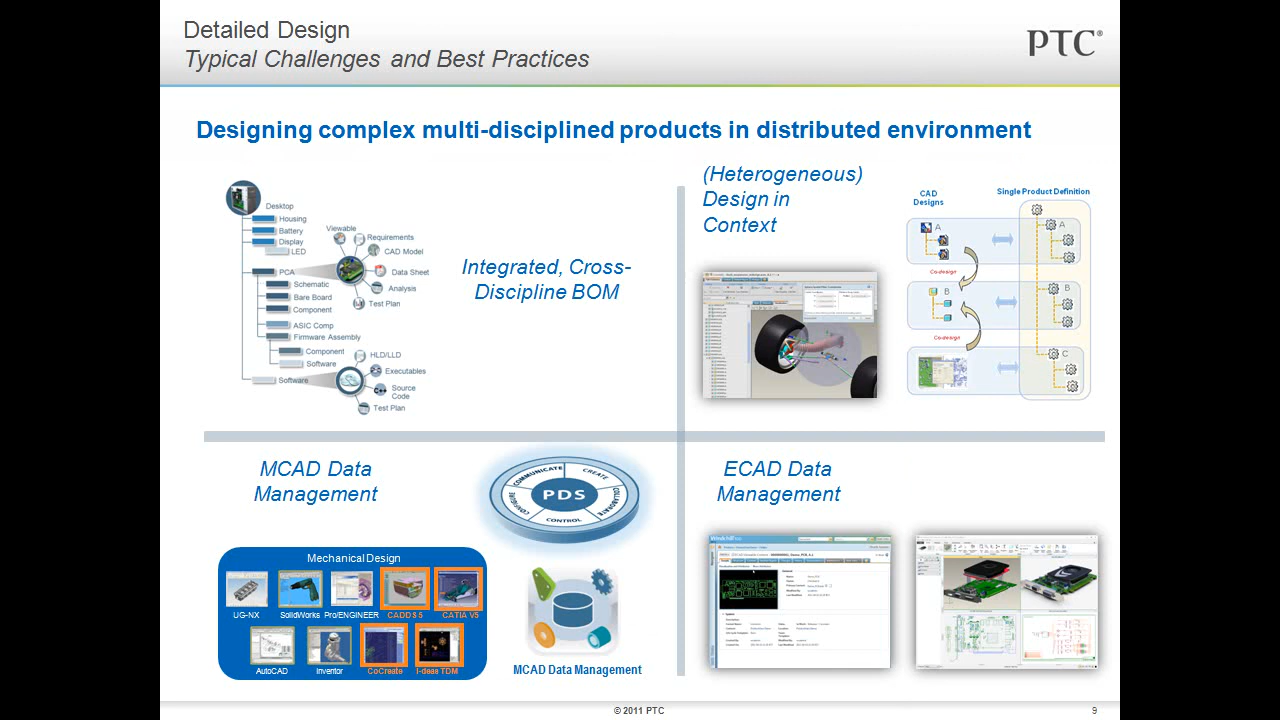 Detailed Design
Typical Challenges and Best Practices
PTC®
Designing complex multi-disciplined products in distributed environment
Desktop
Housing
Battery
Display
LED
PCA
Schematic
Bare Board
Component
ASIC Comp
Firmware Assembly
Component
Software
Software
Viewable
Requirements
CAD Model
Data Sheet
Analysis
Test Plan
HLD/LLD
Executables
Source
Code
Test Plan
Integrated, Cross-
Discipline BOM
(Heterogeneous)
Design in
Context
CAD
Designs
Single Product Definition
A
A
Co-design
B
B
Co-design
C
MCAD Data
Management
COMMUNICATE
CREATE
COLLABORATE
CONTROL
CONFIGURE
PDS
Mechanical Design
UG-NX
SolidWorks
Pro/ENGINEER
CADDS 5
CATIA V5
AutoCAD
Inventor
CoCreate
I-deas TDM
MCAD Data Management
ECAD Data
Management
© 2011 PTC
9